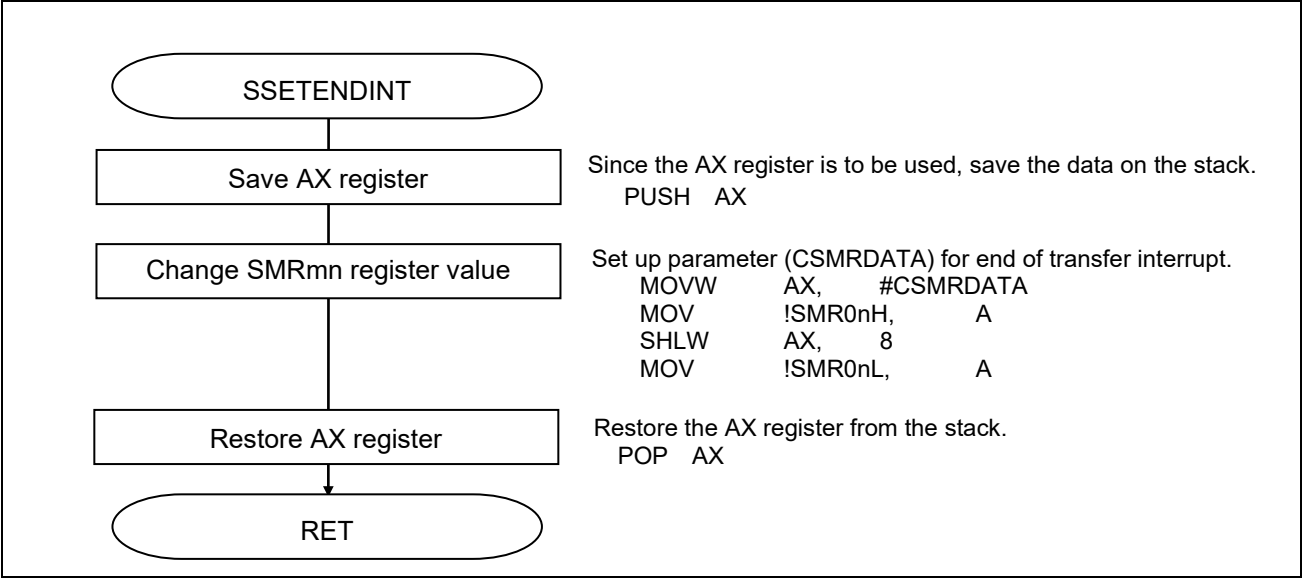 SSETENDINT
Save AX register
Since the AX register is to be used, save the data on the stack.
PUSH AX
Change SMRmn register value
Set up parameter (CSMRDATA) for end of transfer interrupt.
MOVW AX, #CSMRDATA
MOV !SMR0nH, A
SHLW AX, 8
MOV !SMR0nL, A
Restore AX register
Restore the AX register from the stack.
POP AX
RET